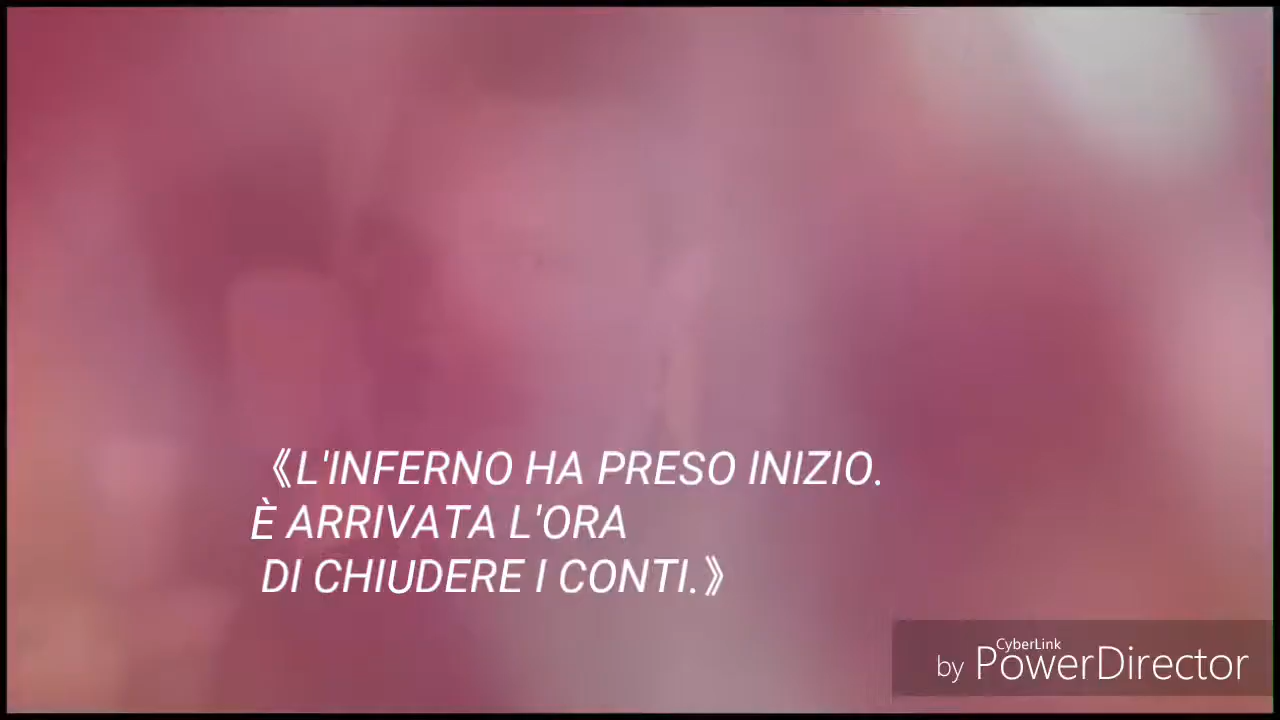 《L'INFERNO HA PRESO INIZIO.
È ARRIVATA L'ORA
DI CHIUDERE I CONTI.》
CyberLink
by PowerDirector